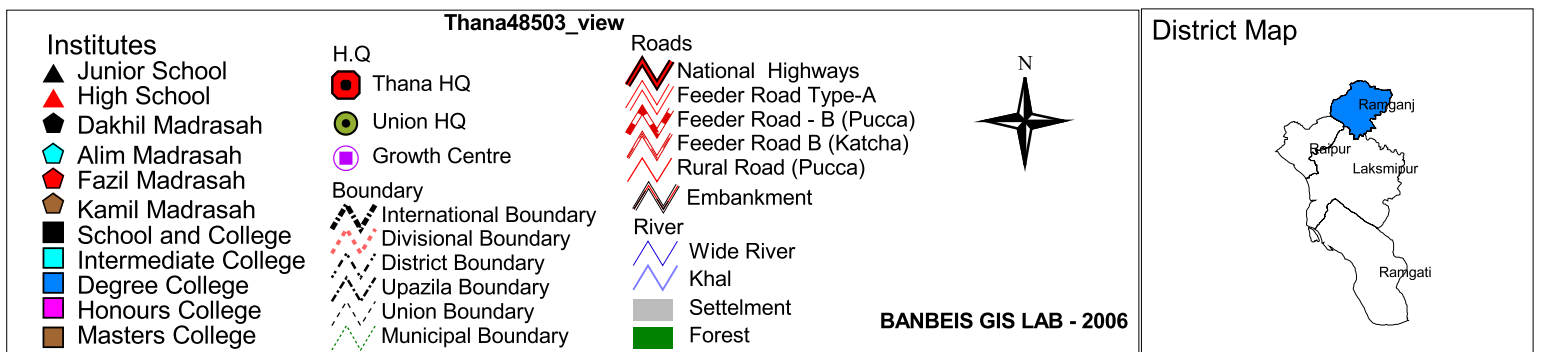 Thana48503_view
Institutes
Junior School
High School
Dakhil Madrasah
Alim Madrasah
Fazil Madrasah
Kamil Madrasah
School and College
Intermediate College
Degree College
Honours College
Masters College
H.Q
Thana HQ
Union HQ
Growth Centre
Boundary
International Boundary
Divisional Boundary
District Boundary
Upazila Boundary
Union Boundary
Municipal Boundary
Roads
National Highways
Feeder Road Type-A
Feeder Road - B (Pucca)
Feeder Road B (Katcha)
Rural Road (Pucca)
Embankment
River
Wide River
Khal
Settelment
Forest
N
BANBEIS GIS LAB - 2006
District Map
Ramganj
Raipur
Laksmipur
Ramgati